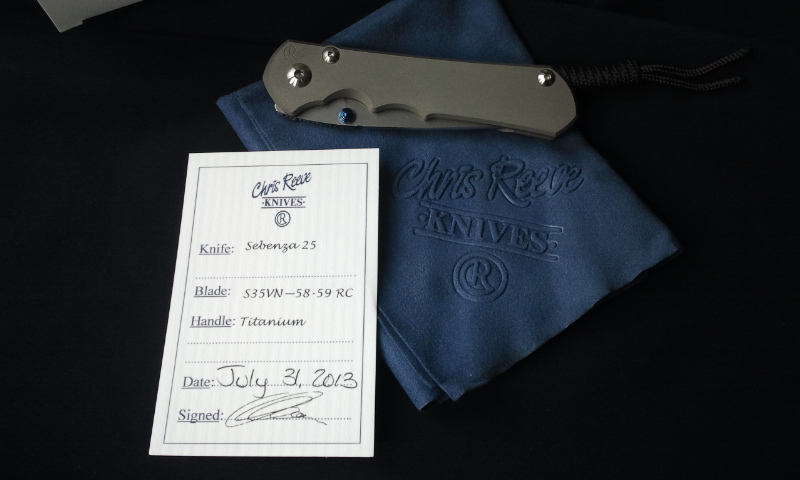 Chris Reeve
·KNIVES·
®
Knife: Sebenza 25
Blade: S35VN—58-59 RC
Handle: Titanium
Date: July 31, 2013
Signed:
Chris Reeve
·KNIVES·
®